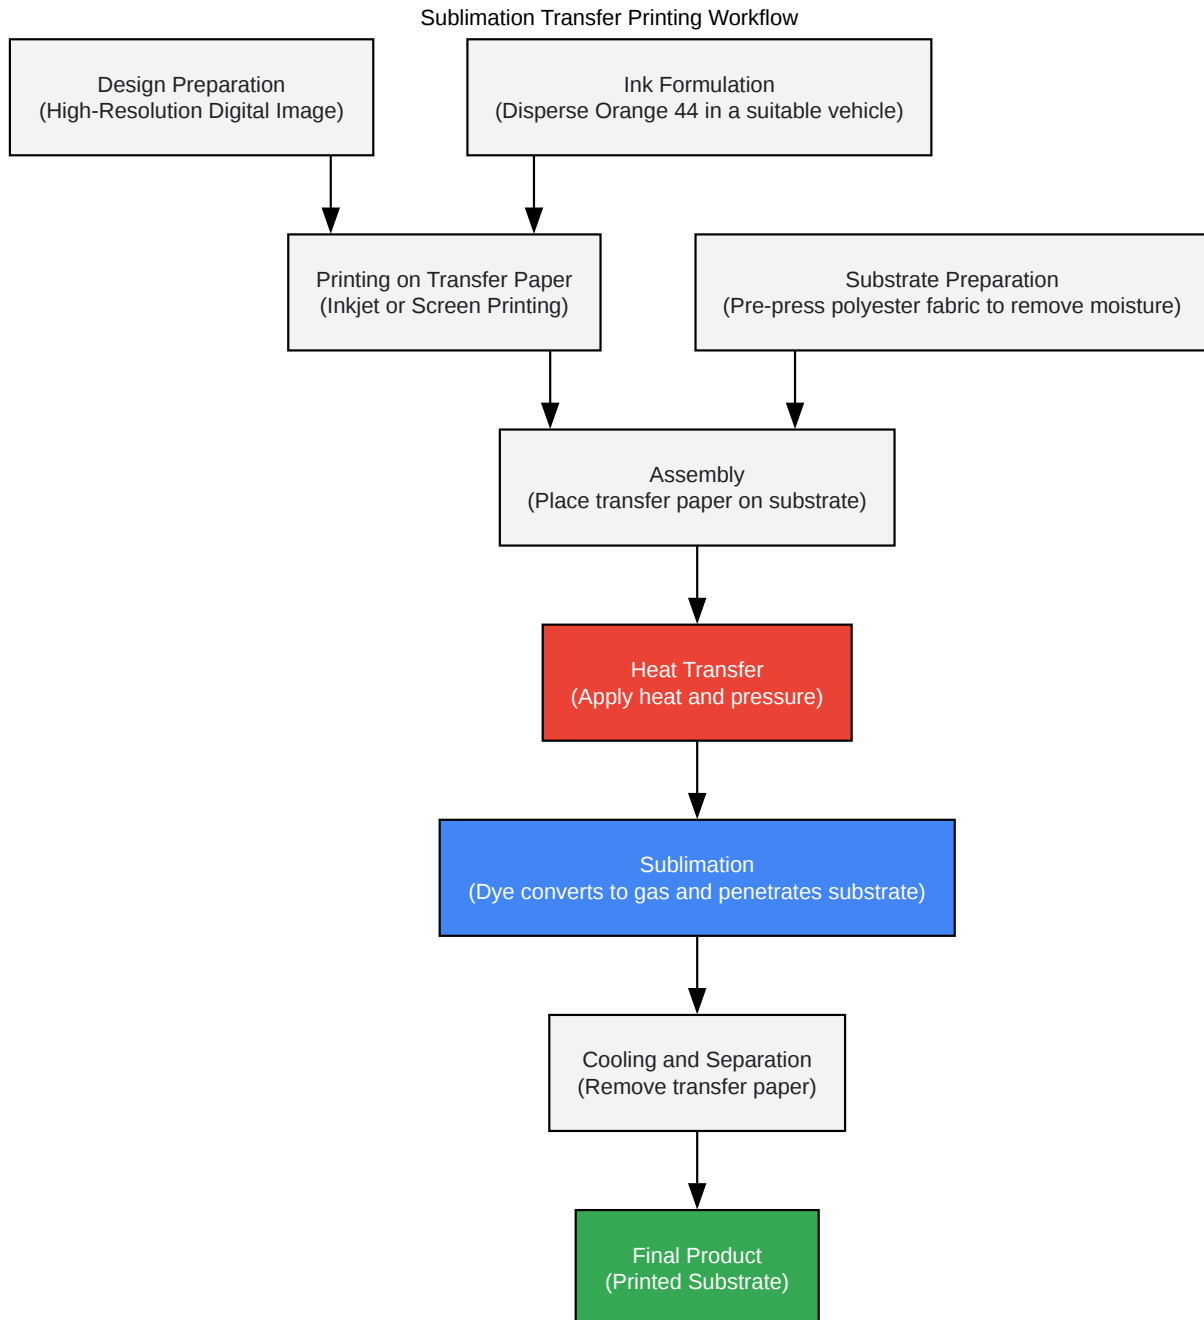 Sublimation Transfer Printing Workflow
Design Preparation
(High-Resolution Digital Image)
Ink Formulation
(Disperse Orange 44 in a suitable vehicle)
Printing on Transfer Paper
(Inkjet or Screen Printing)
Substrate Preparation
(Pre-press polyester fabric to remove moisture)
Assembly
(Place transfer paper on substrate)
Heat Transfer
(Apply heat and pressure)
Sublimation
(Dye converts to gas and penetrates substrate)
Cooling and Separation
(Remove transfer paper)
Final Product
(Printed Substrate)